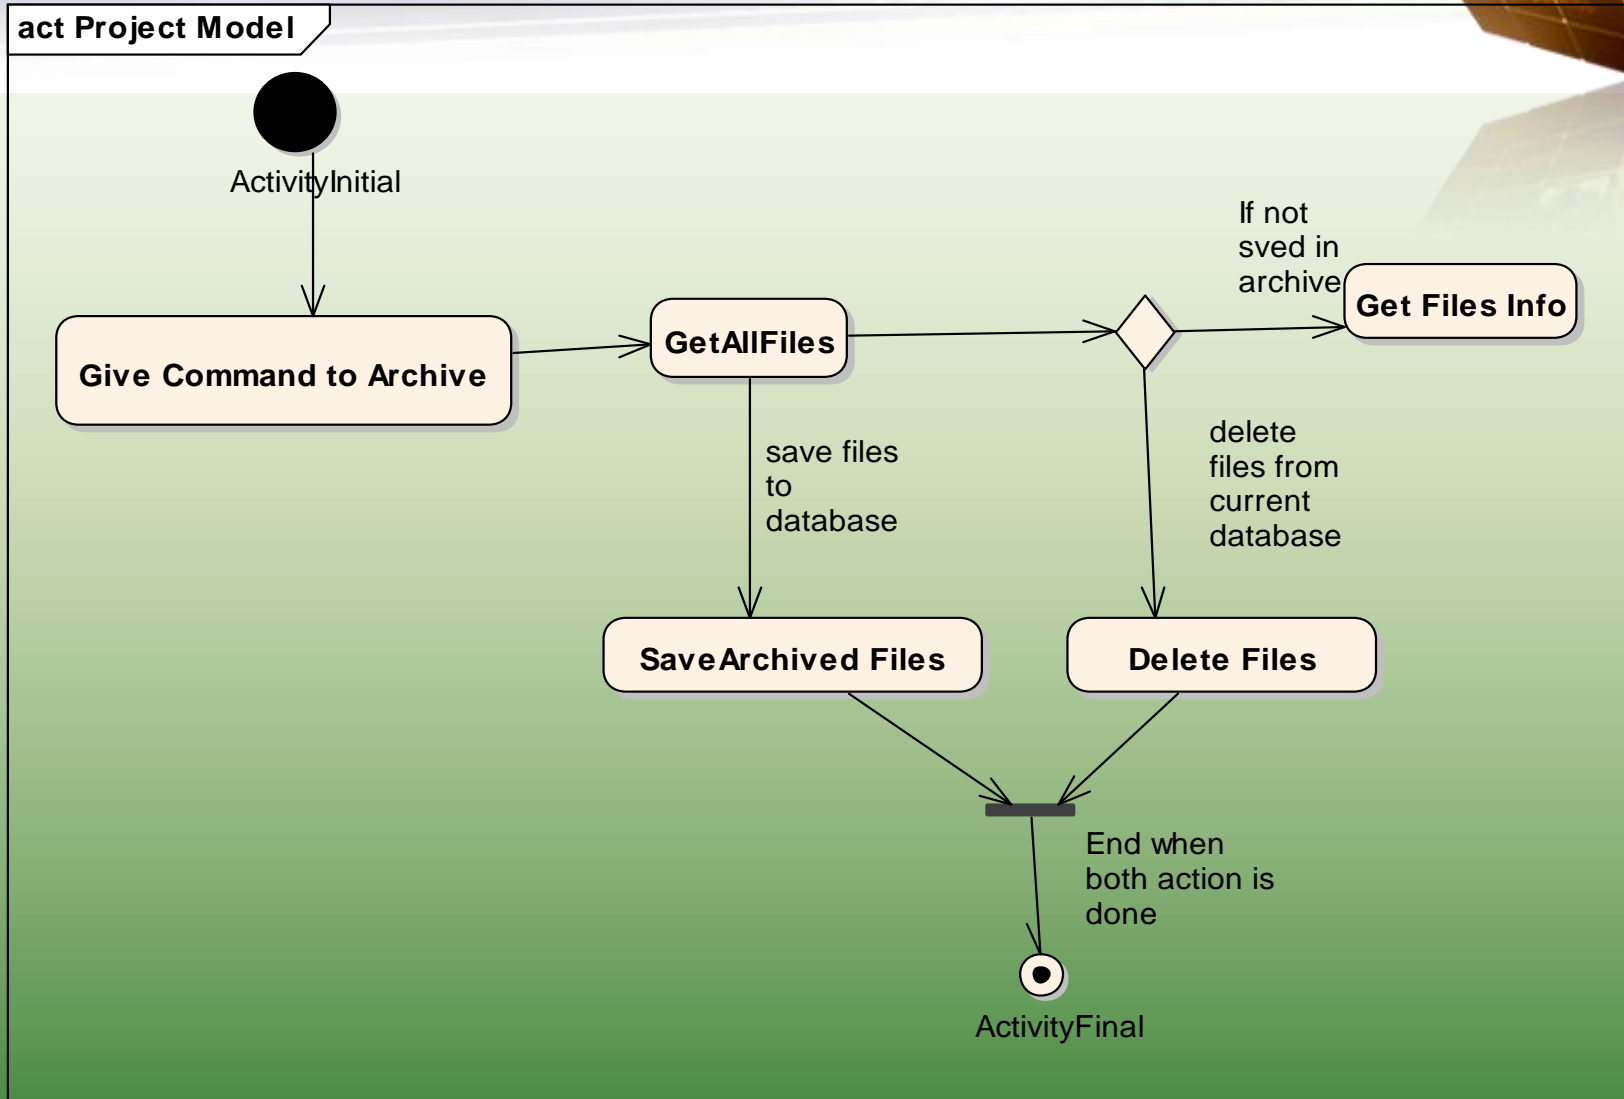 act Project Model
ActivityInitial
If not
sved in
archive
Get Files Info
GetAllFiles
Give Command to Archive
save files
to
database
delete
files from
current
database
SaveArchived Files
Delete Files
End when
both action is
done
ActivityFinal